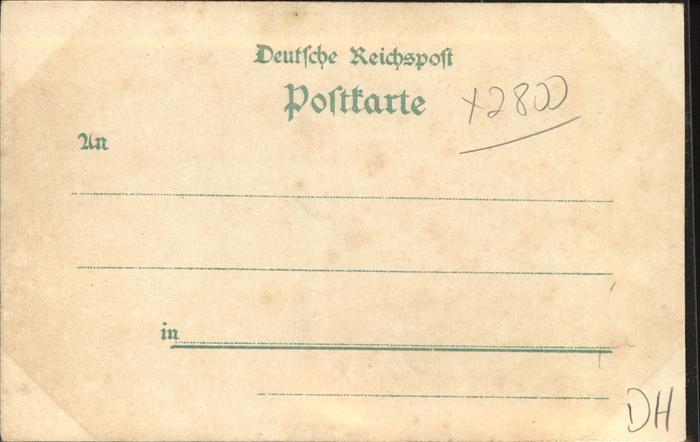 Deutsche Reichspost
Postkarte
x2800
An
in
DH